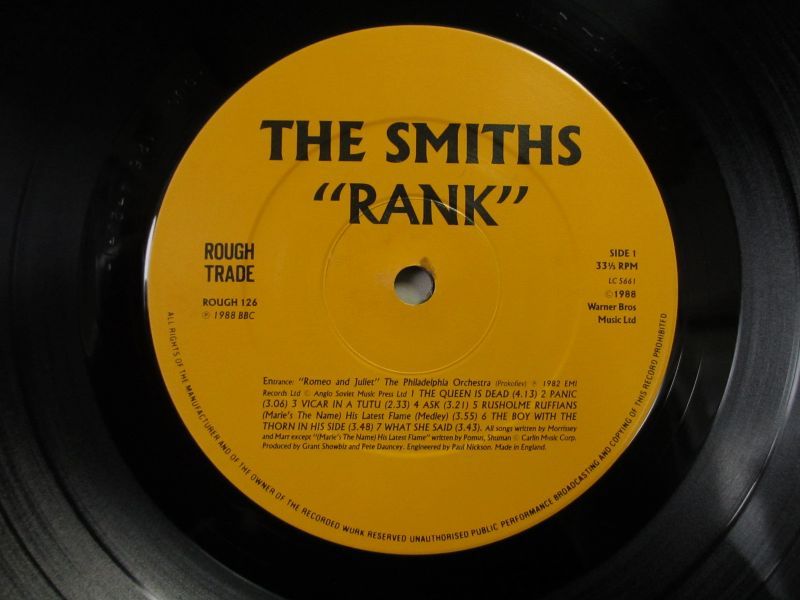 THE SMITHS
“RANK”
ROUGH
TRADE
ROUGH 126
℗ 1988 BBC
SIDE 1
33⅓ RPM
LC 5661
©1988
Warner Bros
Music Ltd
Entrance: "Romeo and Juliet" The Philadelphia Orchestra (Prokofiev) ℗ 1982 EMI
Records Ltd © Anglo Soviet Music Press Ltd 1 THE QUEEN IS DEAD (4.13) 2 PANIC
(3.06) 3 VICAR IN A TUTU (2.33) 4 ASK (3.21) 5 RUSHOLME RUFFIANS
(Marie's The Name) His Latest Flame (Medley) (3.55) 6 THE BOY WITH THE
THORN IN HIS SIDE (3.48) 7 WHAT SHE SAID (3.43). All songs written by Morrissey
and Marr except "(Marie's The Name) His Latest Flame" written by Pomus, Shuman © Carlin Music Corp.
Produced by Grant Showbiz and Pete Dauncey. Engineered by Paul Nickson. Made in England.
ALL RIGHTS OF THE MANUFACTURER AND OF THE OWNER OF THE RECORDED WORK RESERVED UNAUTHORISED PUBLIC PERFORMANCE BROADCASTING AND COPYING OF THIS RECORD PROHIBITED